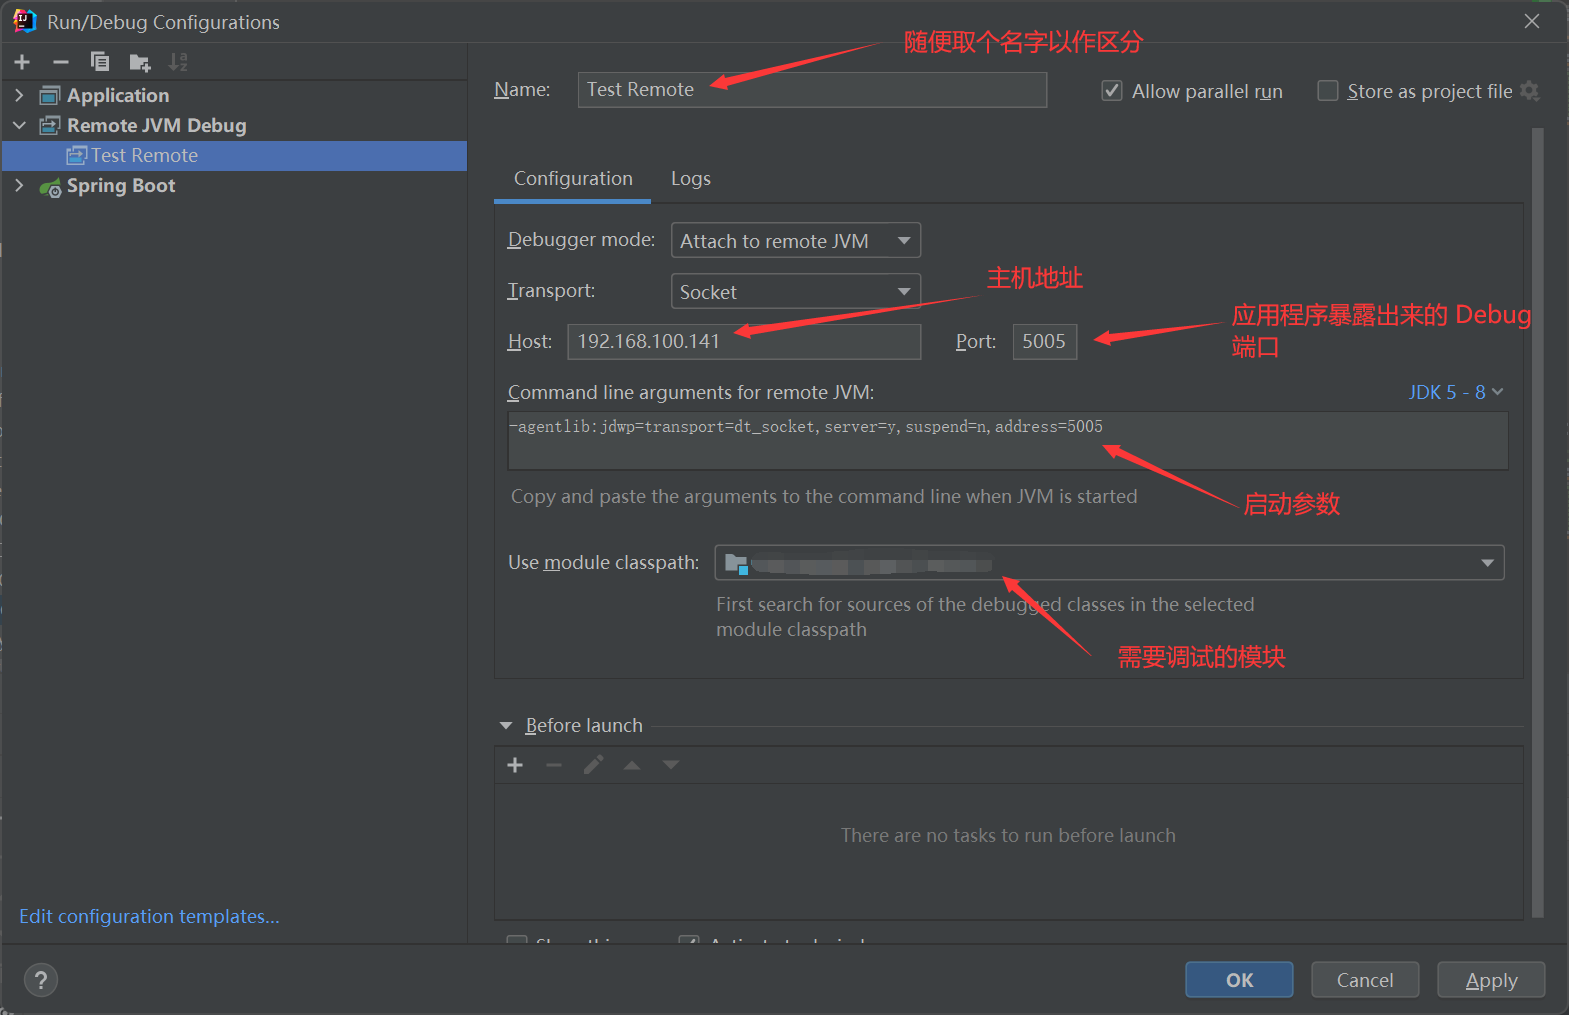 Run/Debug Configurations
随便取个名字以作区分
Name: Test Remote
Allow parallel run
Store as project file
Application
Remote JVM Debug
Test Remote
Spring Boot
Configuration
Logs
Debugger mode: Attach to remote JVM
Transport: Socket
主机地址
Host: 192.168.100.141
Port: 5005
应用程序暴露出来的 Debug
端口
Command line arguments for remote JVM:
JDK 5 - 8
-agentlib:jdwp=transport=dt_socket,server=y,suspend=n,address=5005
Copy and paste the arguments to the command line when JVM is started
启动参数
Use module classpath:
First search for sources of the debugged classes in the selected
module classpath
需要调试的模块
Before launch
There are no tasks to run before launch
Edit configuration templates...
?
OK
Cancel
Apply